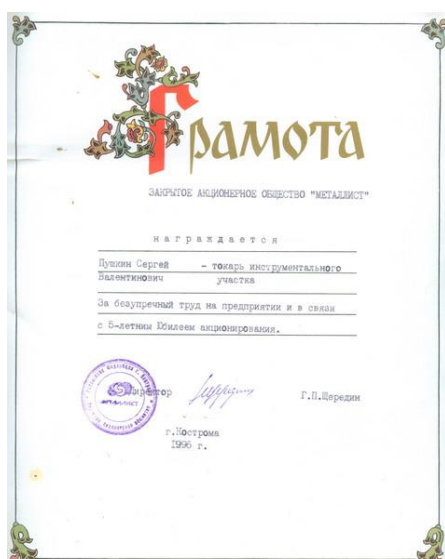 Грамота
ЗАКРЫТОЕ АКЦИОНЕРНОЕ ОБЩЕСТВО "МЕТАЛЛИСТ"
награждается
Пушкин Сергей - токарь инструментального
Валентинович участка
За безупречный труд на предприятии и в связи
с 5-летним Юбилеем акционирования.
Директор Г.П.Шередин
МЕТАЛЛИСТ
г.Кострома
1996 г.